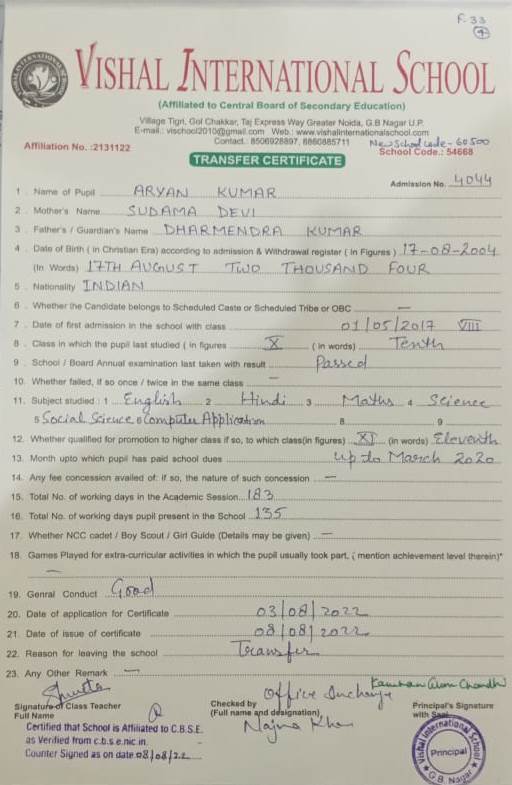 F. 33
4
VISHAL INTERNATIONAL SCHOOL
(Affiliated to Central Board of Secondary Education)
Village Tigri, Gol Chakkar, Taj Express Way Greater Noida, G.B Nagar U.P.
E-mail.: vischool2010@gmail.com Web.: www.vishalinternationalschool.com
Contact.: 8506928897, 8860885711 New School Code - 60500
Affiliation No. :2131122 School Code.: 54668
TRANSFER CERTIFICATE
Admission No. 4044
1. Name of Pupil ARYAN KUMAR
2. Mother's Name SUDAMA DEVI
3. Father's / Guardian's Name DHARMENDRA KUMAR
4. Date of Birth ( in Christian Era) according to admission & Withdrawal register ( In Figures ) 17-08-2004
(In Words) 17TH AUGUST TWO THOUSAND FOUR
5. Nationality INDIAN
6. Whether the Candidate belongs to Scheduled Caste or Scheduled Tribe or OBC —
7. Date of first admission in the school with class 01/05/2017 VIII
8. Class in which the pupil last studied ( in figures X ( in words) Tenth
9. School / Board Annual examination last taken with result Passed
10. Whether failed, if so once / twice in the same class —
11. Subject studied : 1 English 2 Hindi 3 Maths 4 Science
5 Social Science 6 Computer Application 8 9
12. Whether qualified for promotion to higher class if so, to which class(in figures) XI (in words) Eleventh
13. Month upto which pupil has paid school dues up to March 2020
14. Any fee concession availed of: if so, the nature of such concession —
15. Total No. of working days in the Academic Session 183
16. Total No. of working days pupil present in the School 135
17. Whether NCC cadet / Boy Scout / Girl Guide (Details may be given) —
18. Games Played for extra-curricular activities in which the pupil usually took part, ( mention achievement level therein)*
—
19. Genral Conduct Good
20. Date of application for Certificate 03/08/2022
21. Date of issue of certificate 08/08/2022
22. Reason for leaving the school Transfer
23. Any Other Remark —
Office Incharge
Signature of Class Teacher
Full Name
Checked by
(Full name and designation)
Principal's Signature
with Seal
Certified that School is Affiliated to C.B.S.E.
as Verified from c.b.s.e.nic.in.
Counter Signed as on date 08/08/22
Vishal International School
Principal
G.B. Nagar